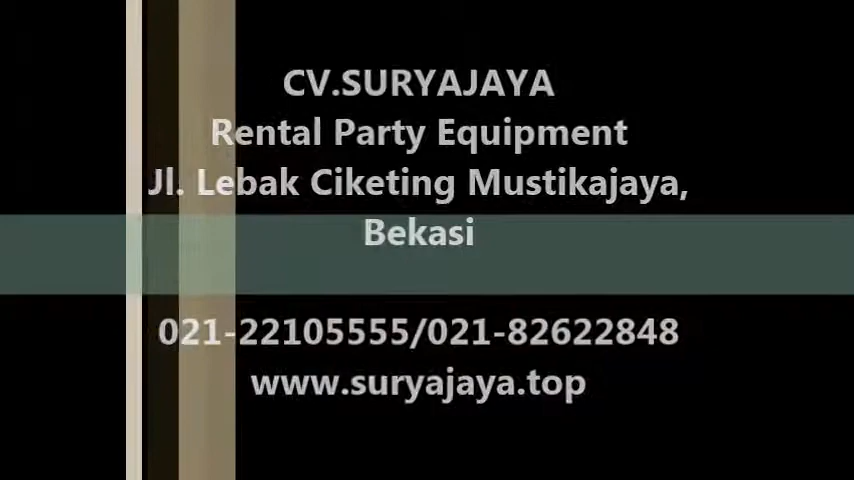 CV.SURYAJAYA
Rental Party Equipment
Jl. Lebak Ciketing Mustikajaya,
Bekasi
021-22105555/021-82622848
www.suryajaya.top